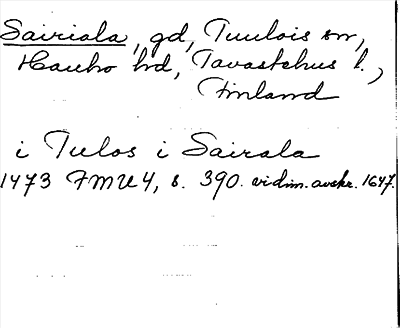 Sairiala, gd, Tuulois sn,
Hauho hd, Tavastehus l.,
Finland
i Tulos i Sairala
1473 FMU 4, s. 390. vidim. avskr. 1647.